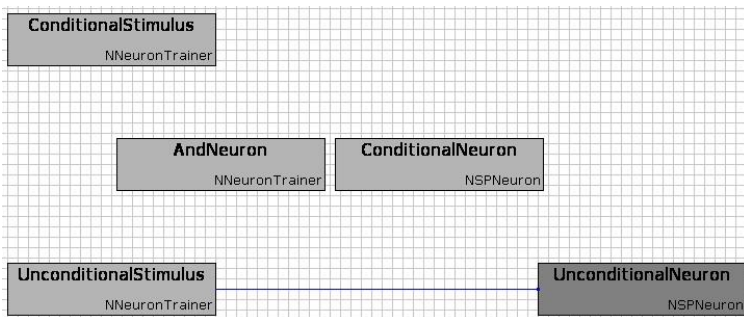 ConditionalStimulus
NNeuronTrainer
AndNeuron
NNeuronTrainer
ConditionalNeuron
NSPNeuron
UnconditionalStimulus
NNeuronTrainer
UnconditionalNeuron
NSPNeuron